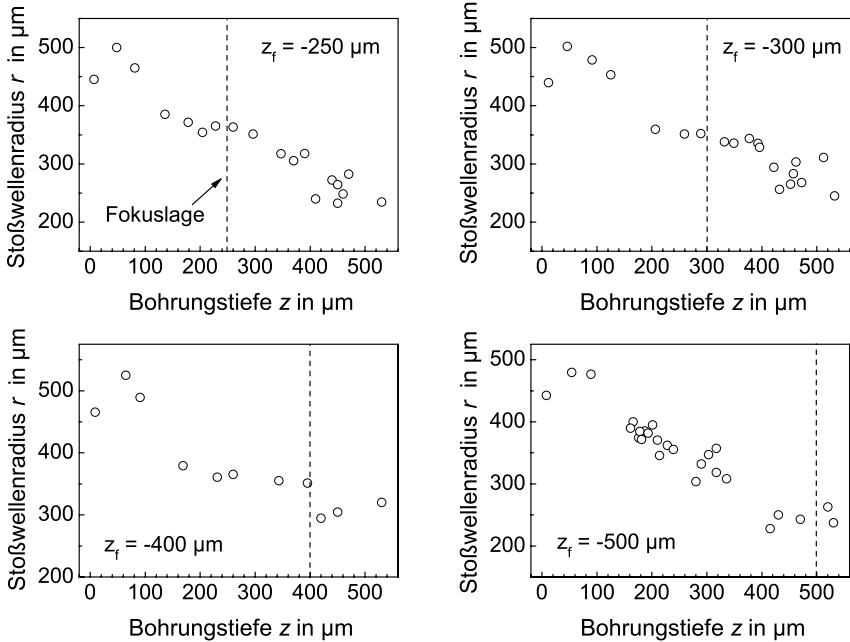 Stoßwellenradius r in µm
500
400
300
200
z_f = -250 µm
Fokuslage
0 100 200 300 400 500
Bohrungstiefe z in µm
Stoßwellenradius r in µm
500
400
300
200
z_f = -300 µm
0 100 200 300 400 500
Bohrungstiefe z in µm
Stoßwellenradius r in µm
500
400
300
200
z_f = -400 µm
0 100 200 300 400 500
Bohrungstiefe z in µm
Stoßwellenradius r in µm
500
400
300
200
z_f = -500 µm
0 100 200 300 400 500
Bohrungstiefe z in µm